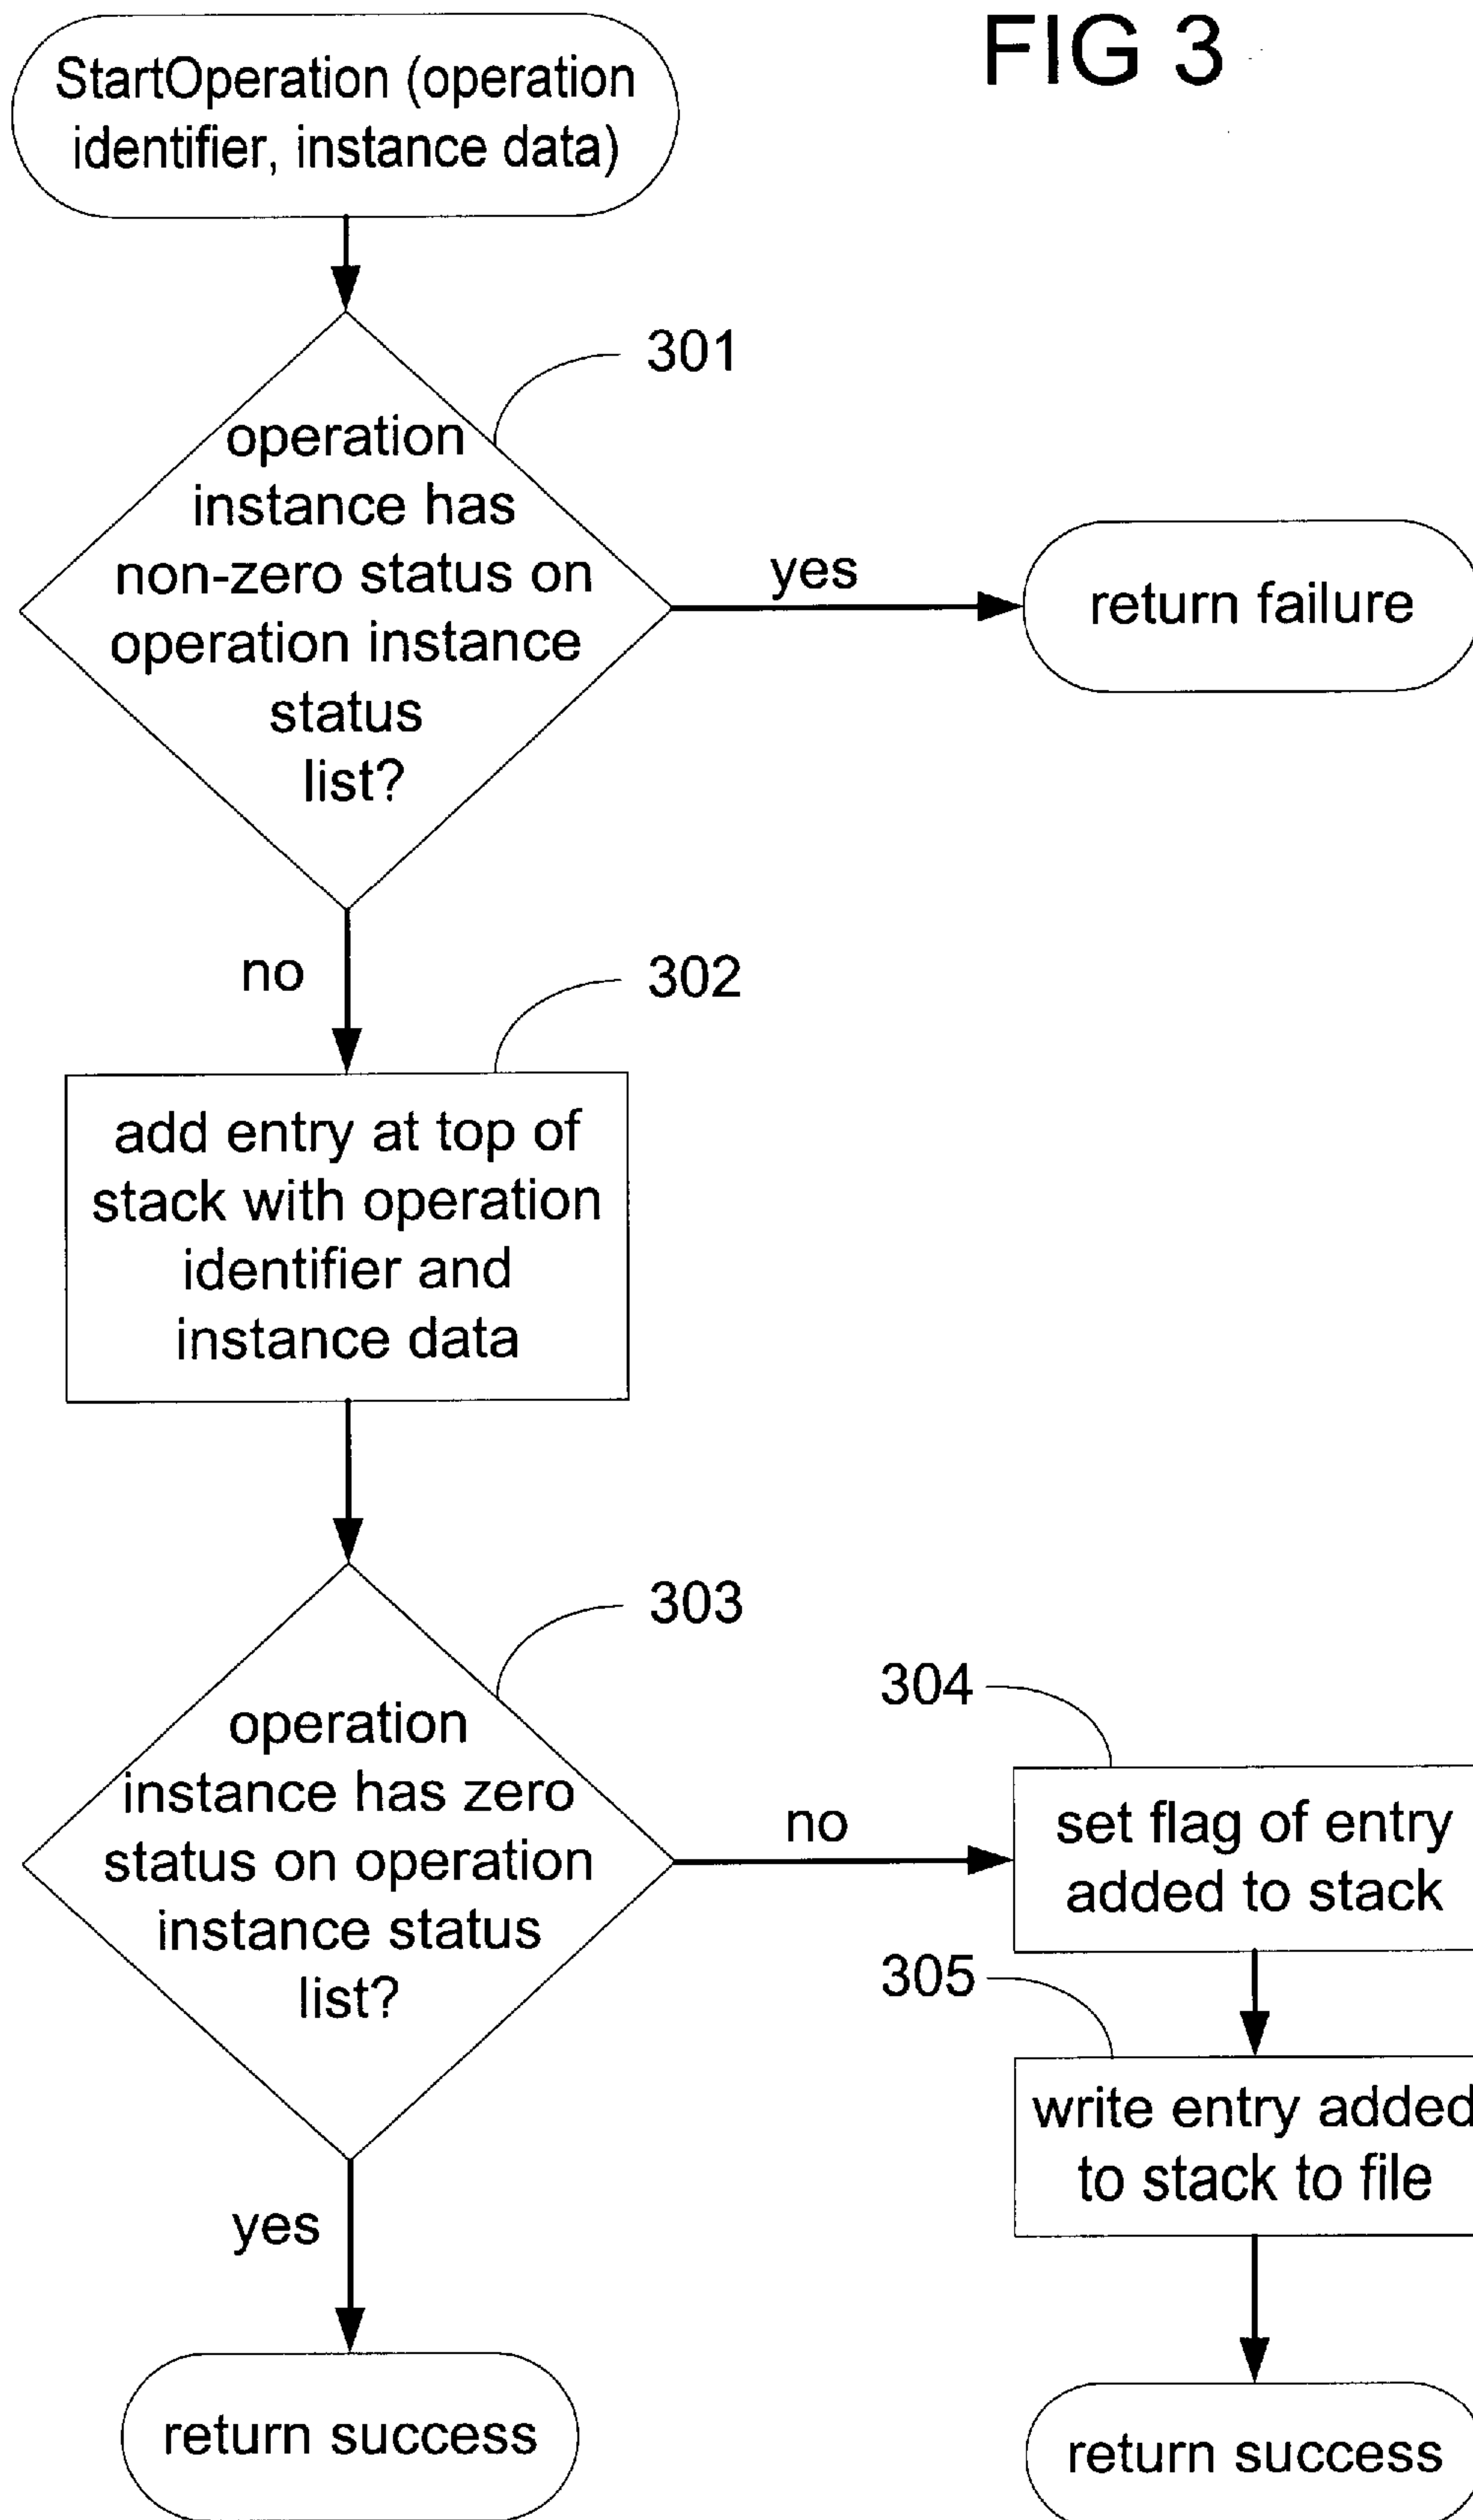 FIG 3
StartOperation (operation
identifier, instance data)
301
operation
instance has
non-zero status on
operation instance
status
list?
yes
return failure
no
302
add entry at top of
stack with operation
identifier and
instance data
303
operation
instance has zero
status on operation
instance status
list?
no
304
set flag of entry
added to stack
305
write entry added
to stack to file
yes
return success
return success